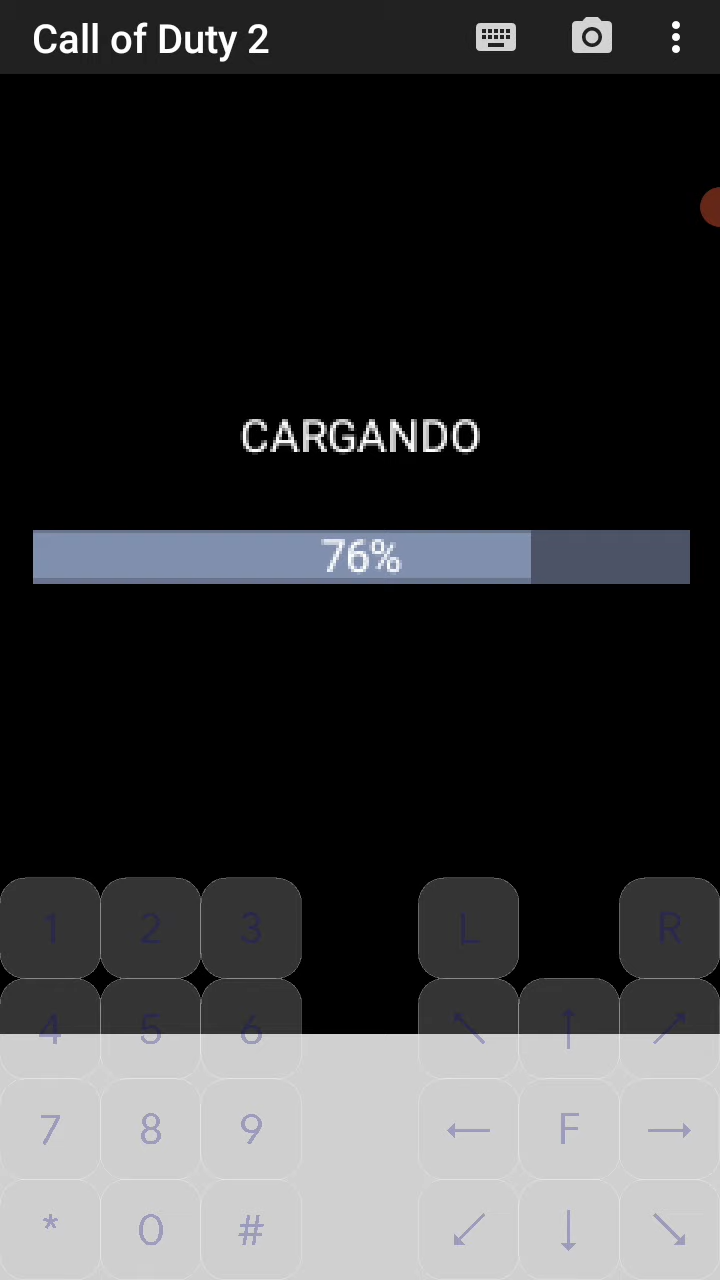 Call of Duty 2
CARGANDO
76%
1 2 3 L R
4 5 6 ↖ ↑ ↗
7 8 9 ← F →
* 0 # ↙ ↓ ↘